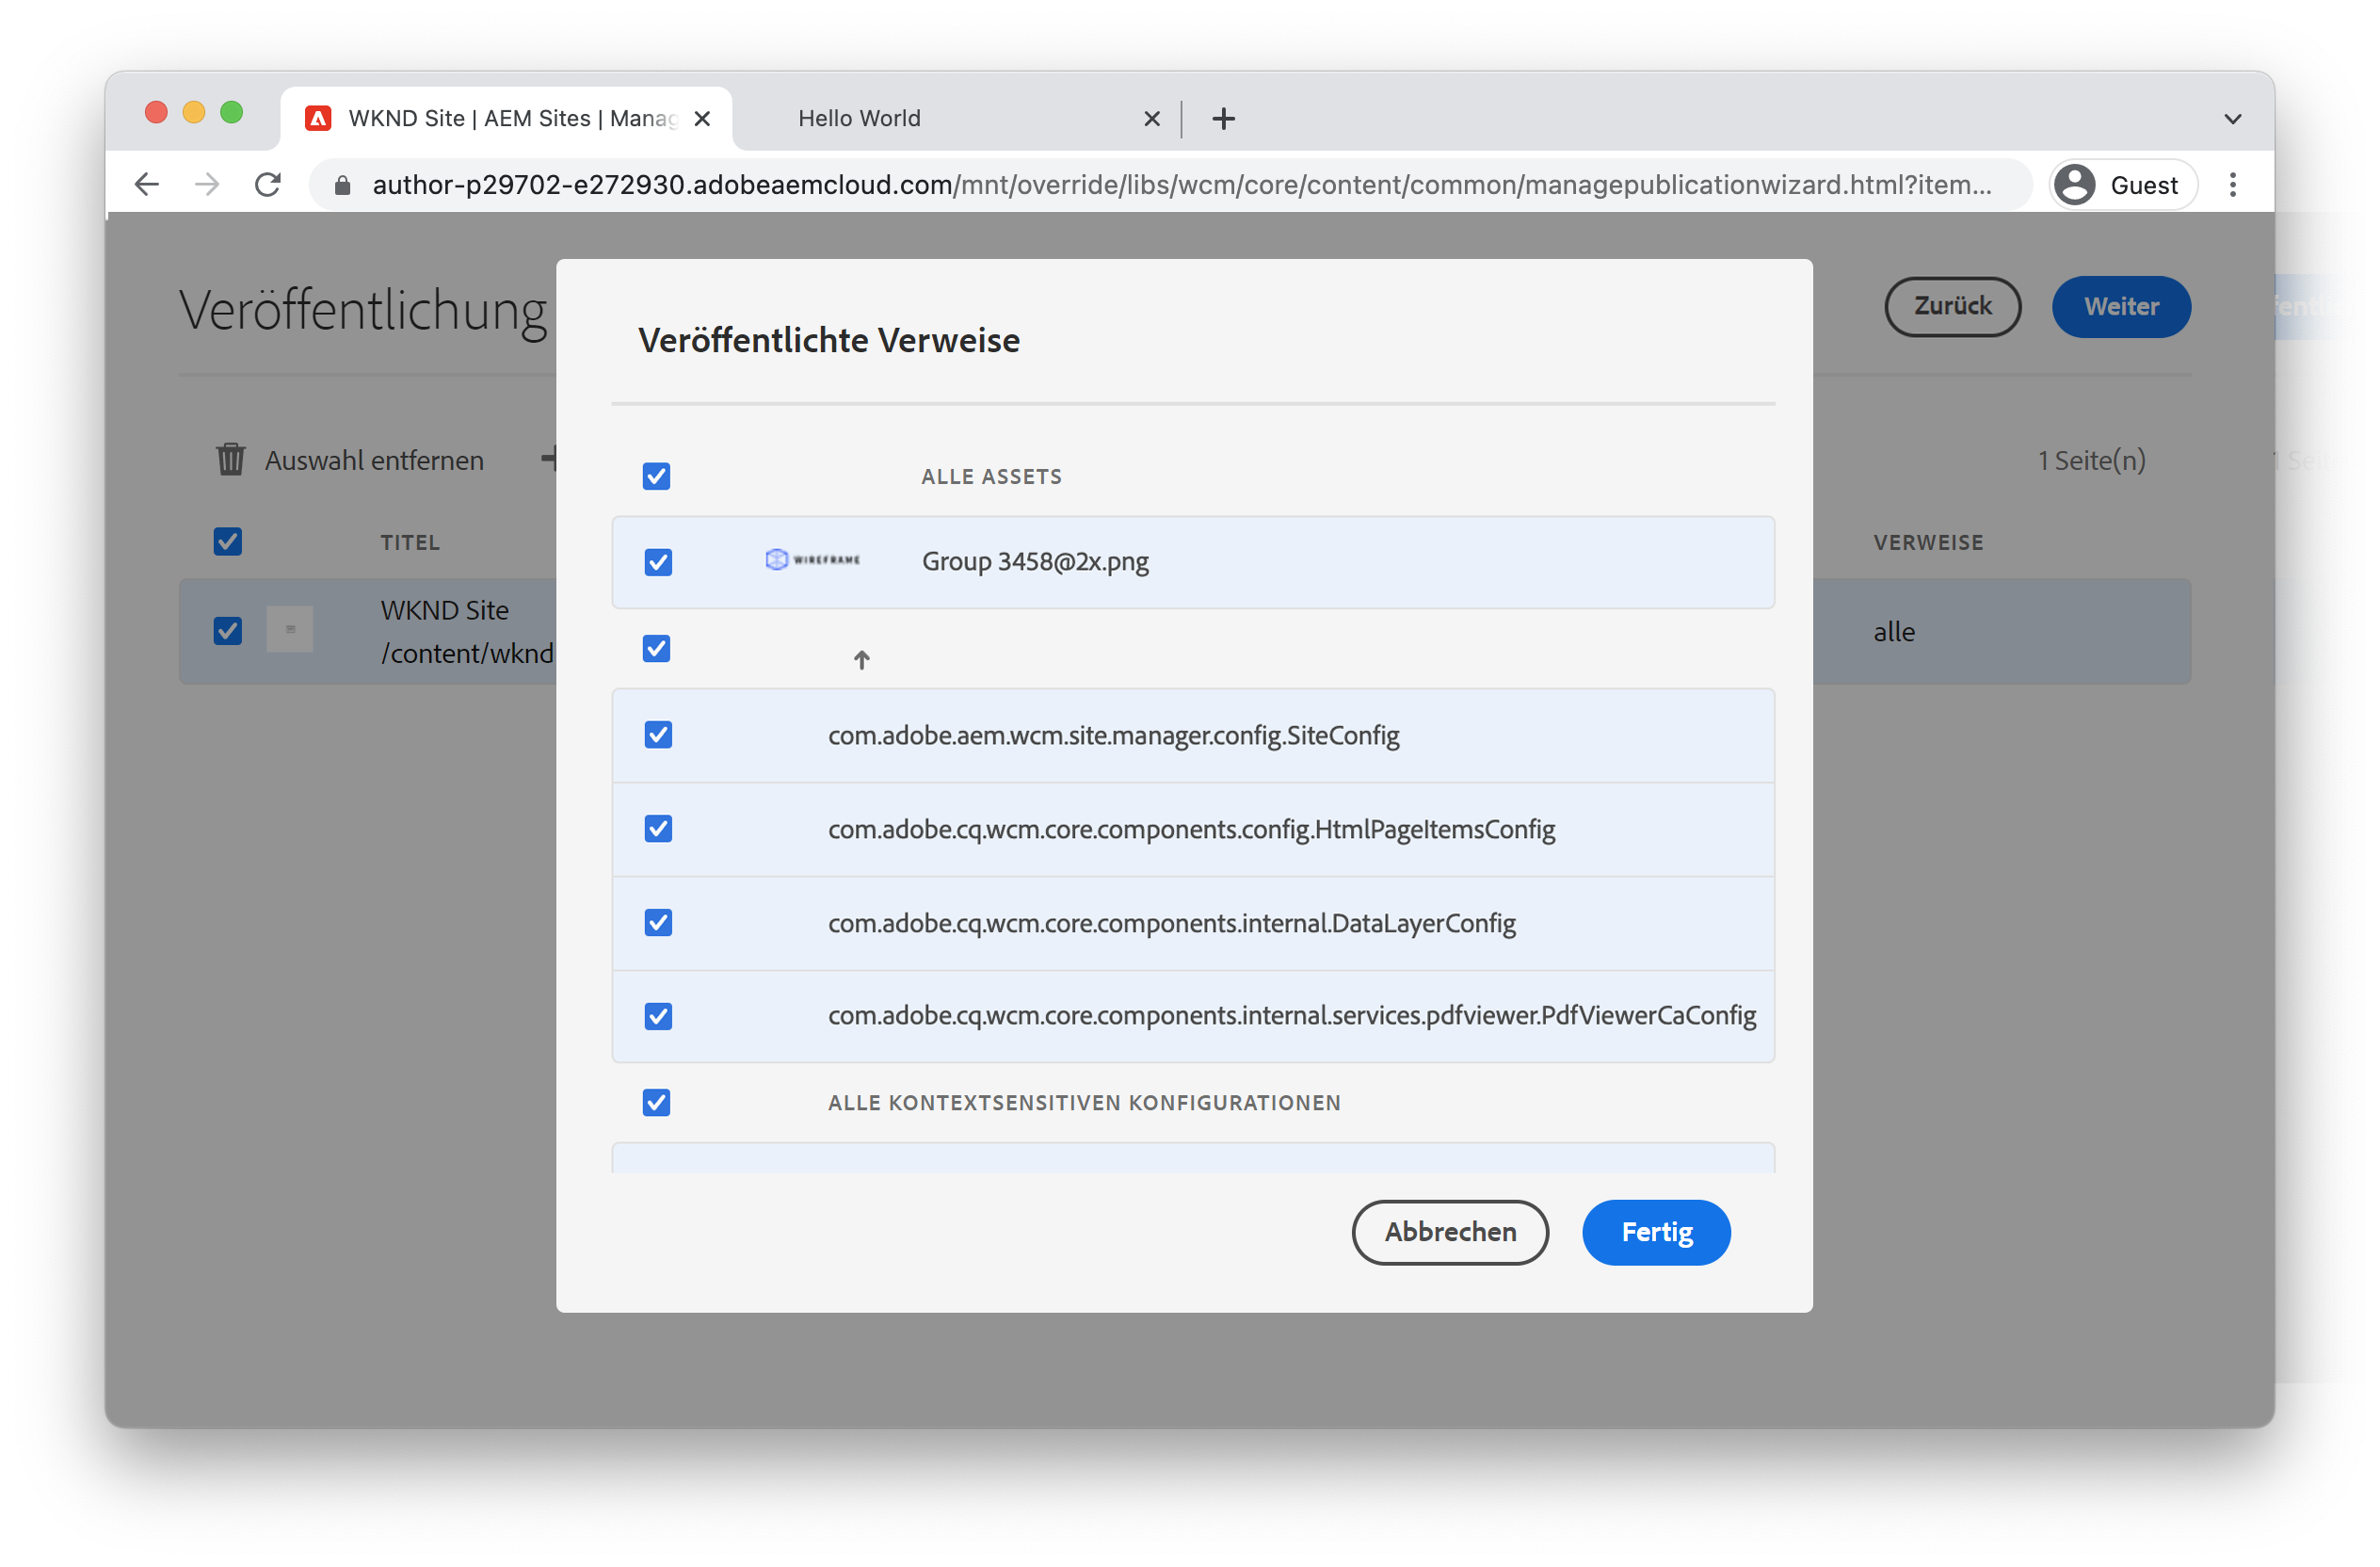 WKND Site | AEM Sites | Manag
Hello World
author-p29702-e272930.adobeaemcloud.com/mnt/override/libs/wcm/core/content/common/managepublicationwizard.html?item...
Guest
Veröffentlichung
Zurück
Weiter
Auswahl entfernen
1 Seite(n)
TITEL
VERWEISE
WKND Site
/content/wknd
alle
Veröffentlichte Verweise
ALLE ASSETS
WIREFRAME
Group 3458@2x.png
com.adobe.aem.wcm.site.manager.config.SiteConfig
com.adobe.cq.wcm.core.components.config.HtmlPageItemsConfig
com.adobe.cq.wcm.core.components.internal.DataLayerConfig
com.adobe.cq.wcm.core.components.internal.services.pdfviewer.PdfViewerCaConfig
ALLE KONTEXTSENSITIVEN KONFIGURATIONEN
Abbrechen
Fertig